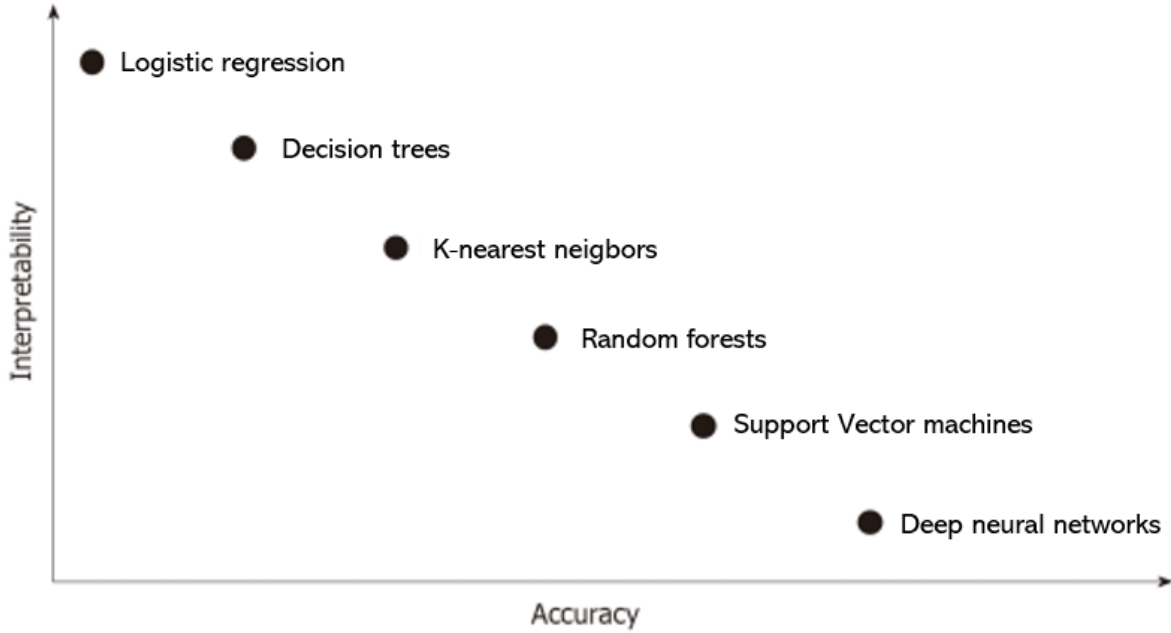 Logistic regression
Decision trees
Interpretability
K-nearest neigbors
Random forests
Support Vector machines
Deep neural networks
Accuracy